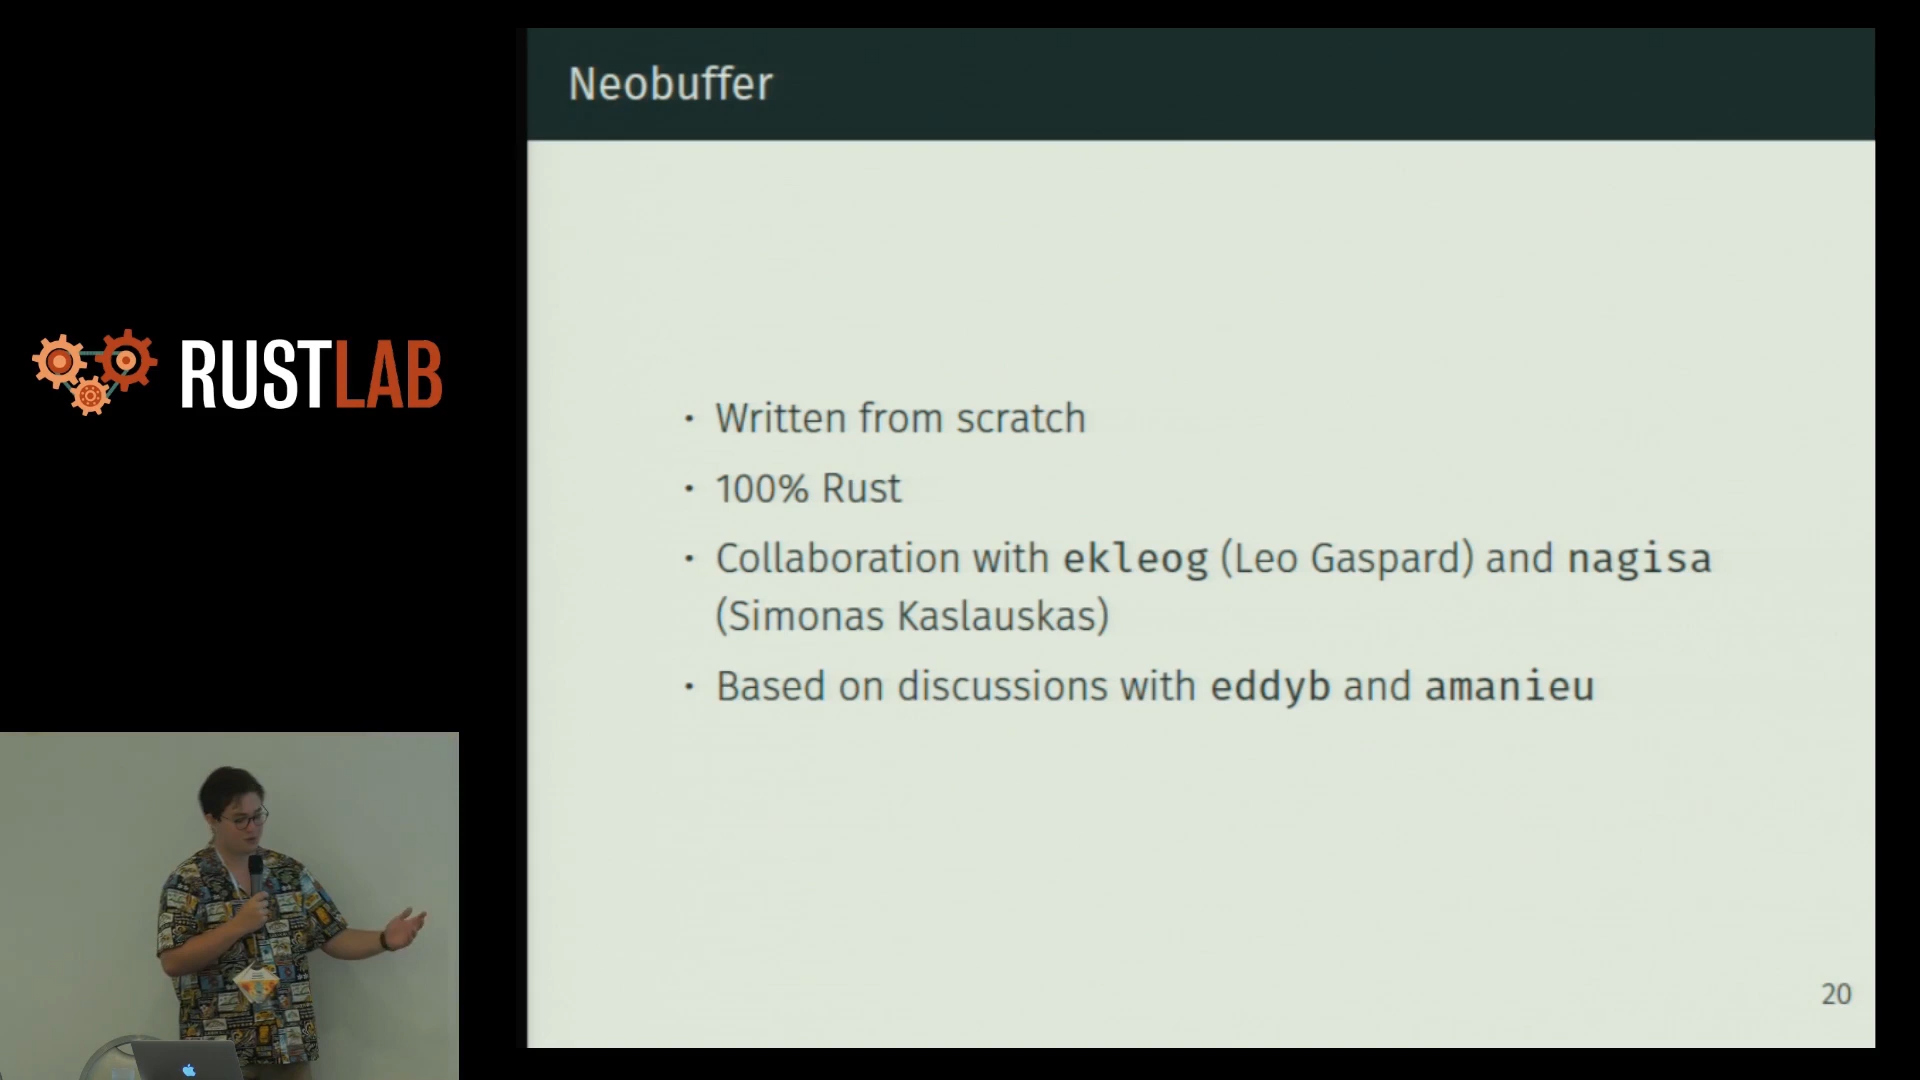 Neobuffer
RUSTLAB
· Written from scratch
· 100% Rust
· Collaboration with ekleog (Leo Gaspard) and nagisa
(Simonas Kaslauskas)
· Based on discussions with eddyb and amanieu
20